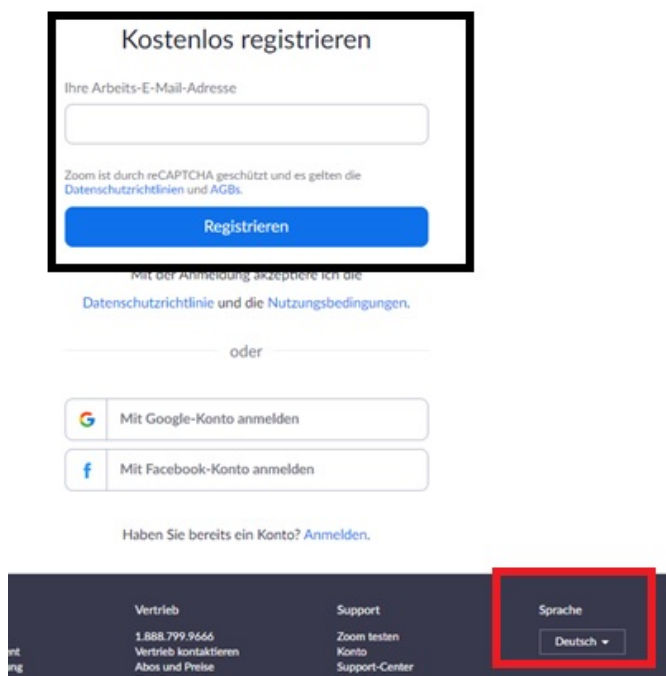 Kostenlos registrieren
Ihre Arbeits-E-Mail-Adresse
Zoom ist durch reCAPTCHA geschützt und es gelten die
Datenschutzrichtlinien und AGBs.
Registrieren
Mit der Anmeldung akzeptiere ich die
Datenschutzrichtlinie und die Nutzungsbedingungen.
oder
Mit Google-Konto anmelden
Mit Facebook-Konto anmelden
Haben Sie bereits ein Konto? Anmelden.
Vertrieb
1.888.799.9666
Vertrieb kontaktieren
Abos und Preise
Support
Zoom testen
Konto
Support-Center
Sprache
Deutsch